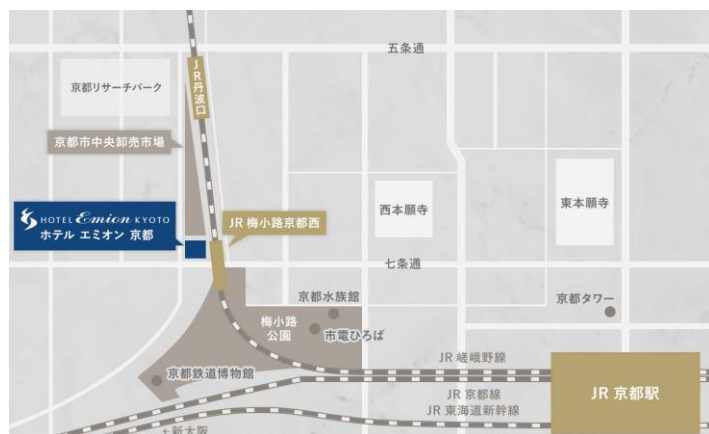 五条通
JR丹波口
京都リサーチパーク
京都市中央卸売市場
HOTEL Emion KYOTO
ホテル エミオン 京都
JR 梅小路京都西
西本願寺
東本願寺
七条通
京都水族館
京都タワー
梅小路
公園
市電ひろば
京都鉄道博物館
JR 嵯峨野線
JR 京都線
JR 東海道新幹線
JR 京都駅
←新大阪